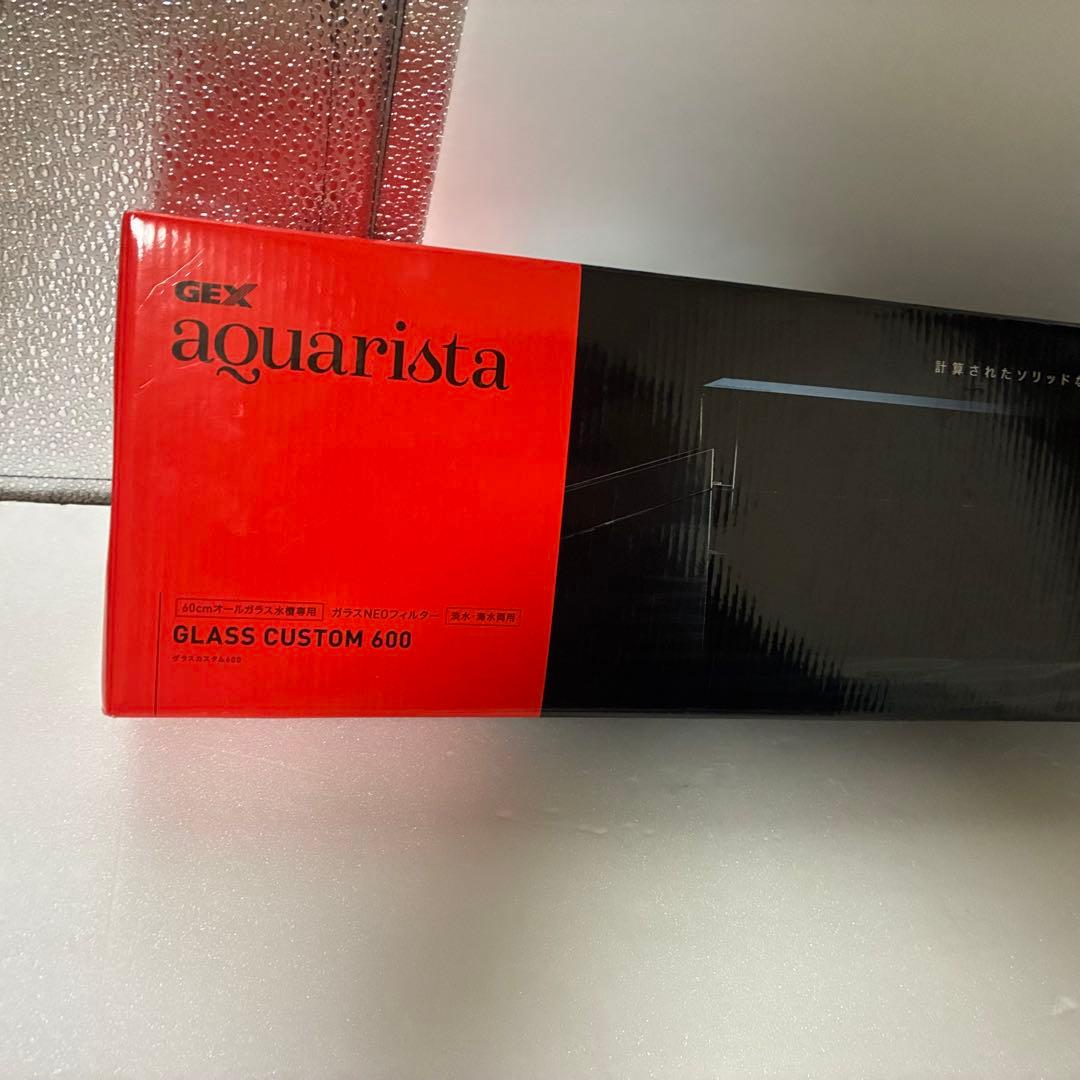 GEX
aquarista
計算されたソリッドな
60cmオールガラス水槽専用 ガラスNEOフィルター 淡水・海水両用
GLASS CUSTOM 600
グラスカスタム600